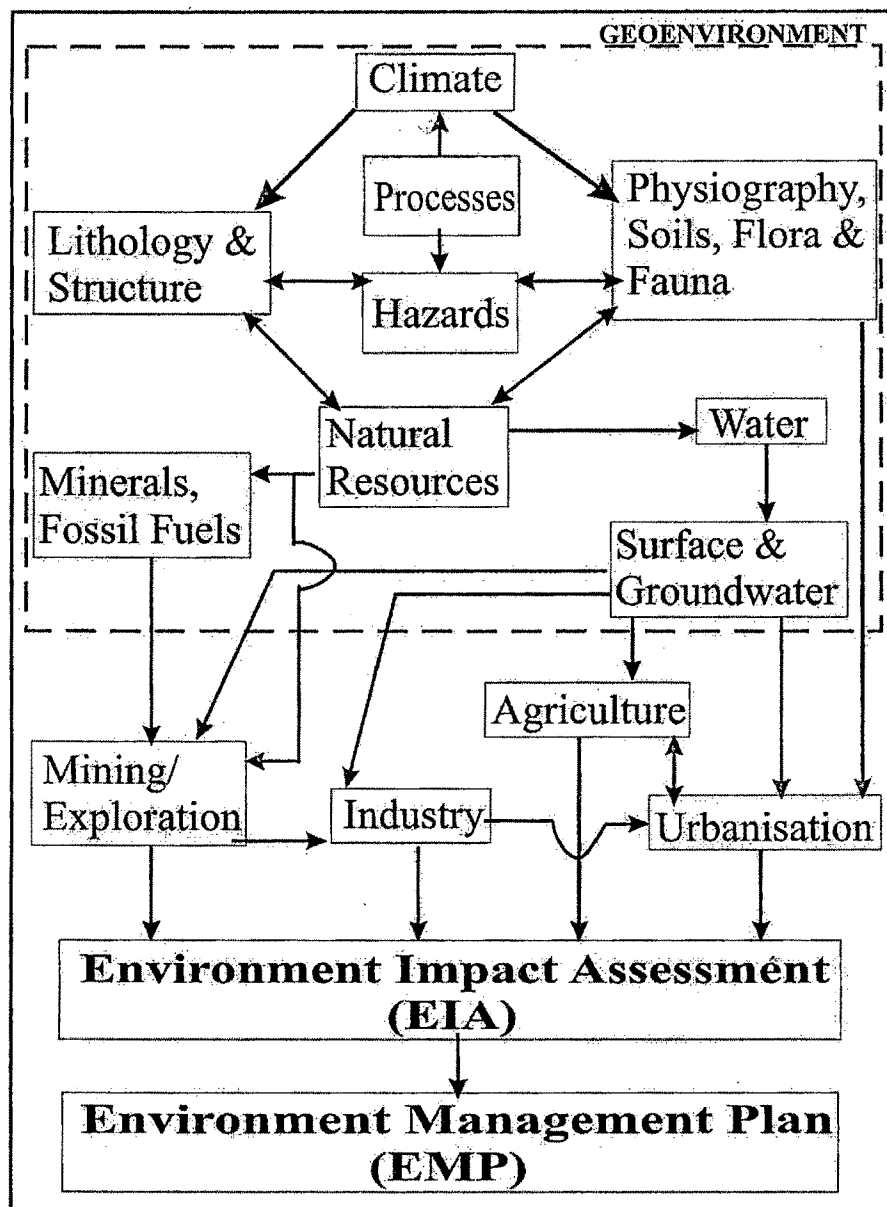 GEOENVIRONMENT
Climate
Processes
Physiography,
Soils, Flora &
Fauna
Lithology &
Structure
Hazards
Natural
Resources
Water
Minerals,
Fossil Fuels
Surface &
Groundwater
Agriculture
Mining/
Exploration
Industry
Urbanisation
Environment Impact Assessment
(EIA)
Environment Management Plan
(EMP)